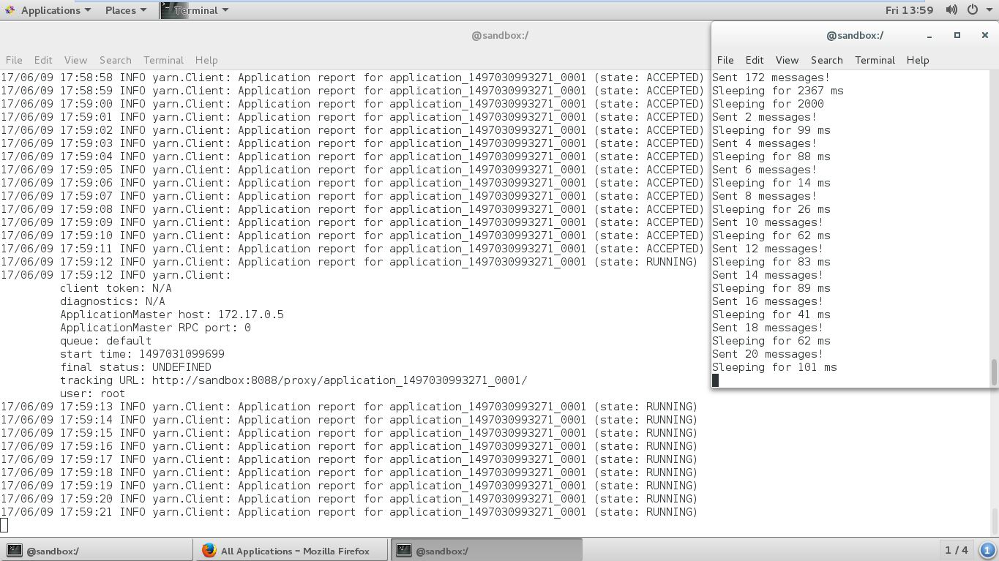 Applications Places Terminal Fri 13:59
@sandbox:/
File Edit View Search Terminal Help
17/06/09 17:58:58 INFO yarn.Client: Application report for application_1497030993271_0001 (state: ACCEPTED)
17/06/09 17:58:59 INFO yarn.Client: Application report for application_1497030993271_0001 (state: ACCEPTED)
17/06/09 17:59:00 INFO yarn.Client: Application report for application_1497030993271_0001 (state: ACCEPTED)
17/06/09 17:59:01 INFO yarn.Client: Application report for application_1497030993271_0001 (state: ACCEPTED)
17/06/09 17:59:02 INFO yarn.Client: Application report for application_1497030993271_0001 (state: ACCEPTED)
17/06/09 17:59:03 INFO yarn.Client: Application report for application_1497030993271_0001 (state: ACCEPTED)
17/06/09 17:59:04 INFO yarn.Client: Application report for application_1497030993271_0001 (state: ACCEPTED)
17/06/09 17:59:05 INFO yarn.Client: Application report for application_1497030993271_0001 (state: ACCEPTED)
17/06/09 17:59:06 INFO yarn.Client: Application report for application_1497030993271_0001 (state: ACCEPTED)
17/06/09 17:59:07 INFO yarn.Client: Application report for application_1497030993271_0001 (state: ACCEPTED)
17/06/09 17:59:08 INFO yarn.Client: Application report for application_1497030993271_0001 (state: ACCEPTED)
17/06/09 17:59:09 INFO yarn.Client: Application report for application_1497030993271_0001 (state: ACCEPTED)
17/06/09 17:59:10 INFO yarn.Client: Application report for application_1497030993271_0001 (state: ACCEPTED)
17/06/09 17:59:11 INFO yarn.Client: Application report for application_1497030993271_0001 (state: ACCEPTED)
17/06/09 17:59:12 INFO yarn.Client: Application report for application_1497030993271_0001 (state: RUNNING)
17/06/09 17:59:12 INFO yarn.Client:
client token: N/A
diagnostics: N/A
ApplicationMaster host: 172.17.0.5
ApplicationMaster RPC port: 0
queue: default
start time: 1497031099699
final status: UNDEFINED
tracking URL: http://sandbox:8088/proxy/application_1497030993271_0001/
user: root
17/06/09 17:59:13 INFO yarn.Client: Application report for application_1497030993271_0001 (state: RUNNING)
17/06/09 17:59:14 INFO yarn.Client: Application report for application_1497030993271_0001 (state: RUNNING)
17/06/09 17:59:15 INFO yarn.Client: Application report for application_1497030993271_0001 (state: RUNNING)
17/06/09 17:59:16 INFO yarn.Client: Application report for application_1497030993271_0001 (state: RUNNING)
17/06/09 17:59:17 INFO yarn.Client: Application report for application_1497030993271_0001 (state: RUNNING)
17/06/09 17:59:18 INFO yarn.Client: Application report for application_1497030993271_0001 (state: RUNNING)
17/06/09 17:59:19 INFO yarn.Client: Application report for application_1497030993271_0001 (state: RUNNING)
17/06/09 17:59:20 INFO yarn.Client: Application report for application_1497030993271_0001 (state: RUNNING)
17/06/09 17:59:21 INFO yarn.Client: Application report for application_1497030993271_0001 (state: RUNNING)
@sandbox:/
File Edit View Search Terminal Help
Sent 172 messages!
Sleeping for 2367 ms
Sleeping for 2000
Sent 2 messages!
Sleeping for 99 ms
Sent 4 messages!
Sleeping for 88 ms
Sent 6 messages!
Sleeping for 14 ms
Sent 8 messages!
Sleeping for 26 ms
Sent 10 messages!
Sleeping for 62 ms
Sent 12 messages!
Sleeping for 83 ms
Sent 14 messages!
Sleeping for 89 ms
Sent 16 messages!
Sleeping for 41 ms
Sent 18 messages!
Sleeping for 62 ms
Sent 20 messages!
Sleeping for 101 ms
@sandbox:/ All Applications – Mozilla Firefox @sandbox:/ 1 / 4 1